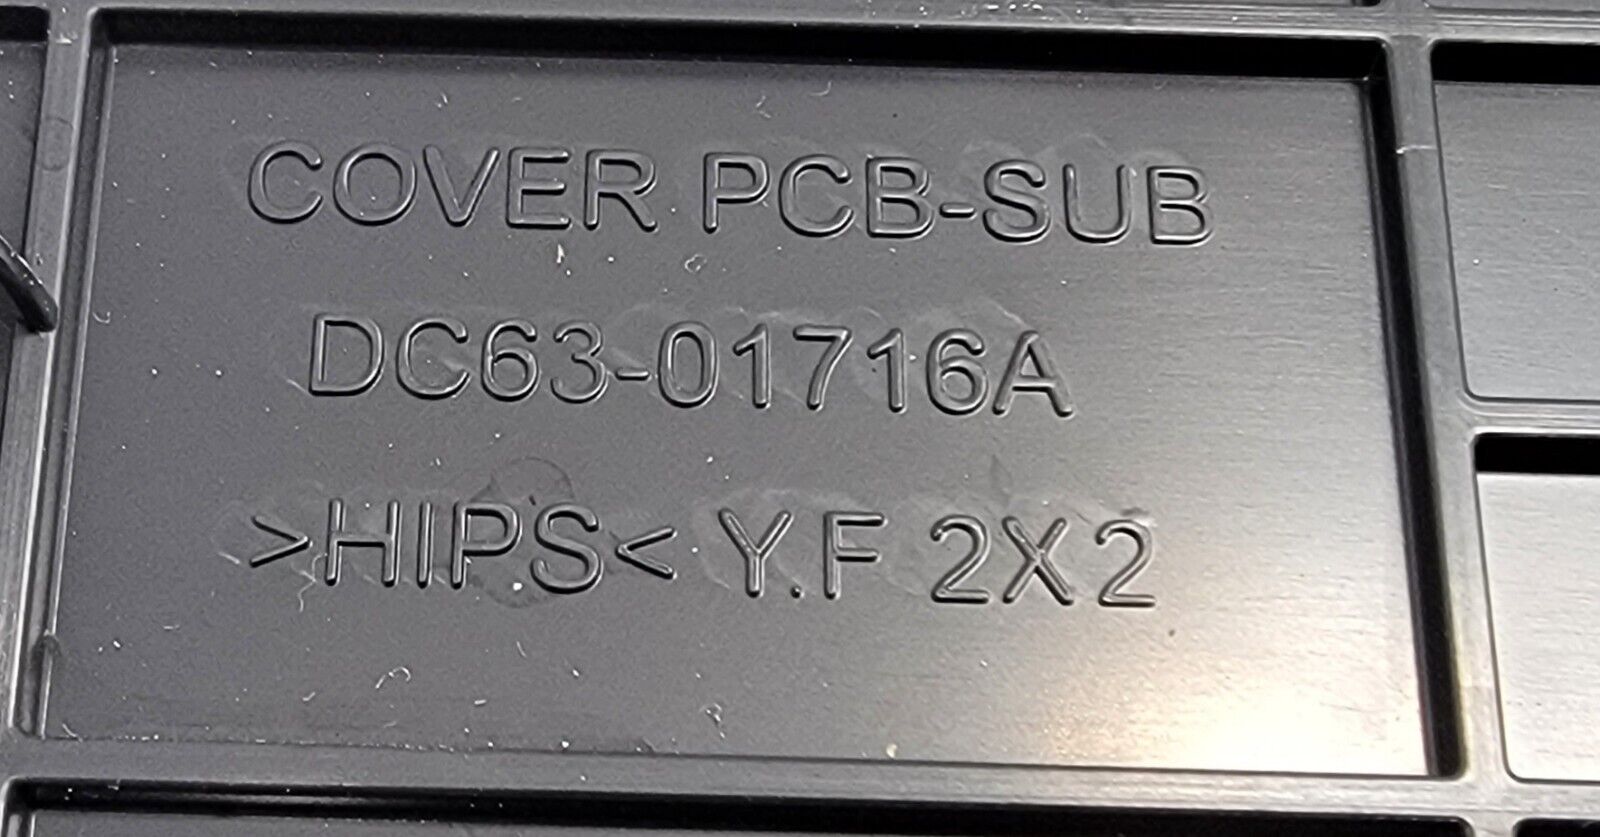 COVER PCB-SUB
DC63-01716A
>HIPS< Y.F 2X2